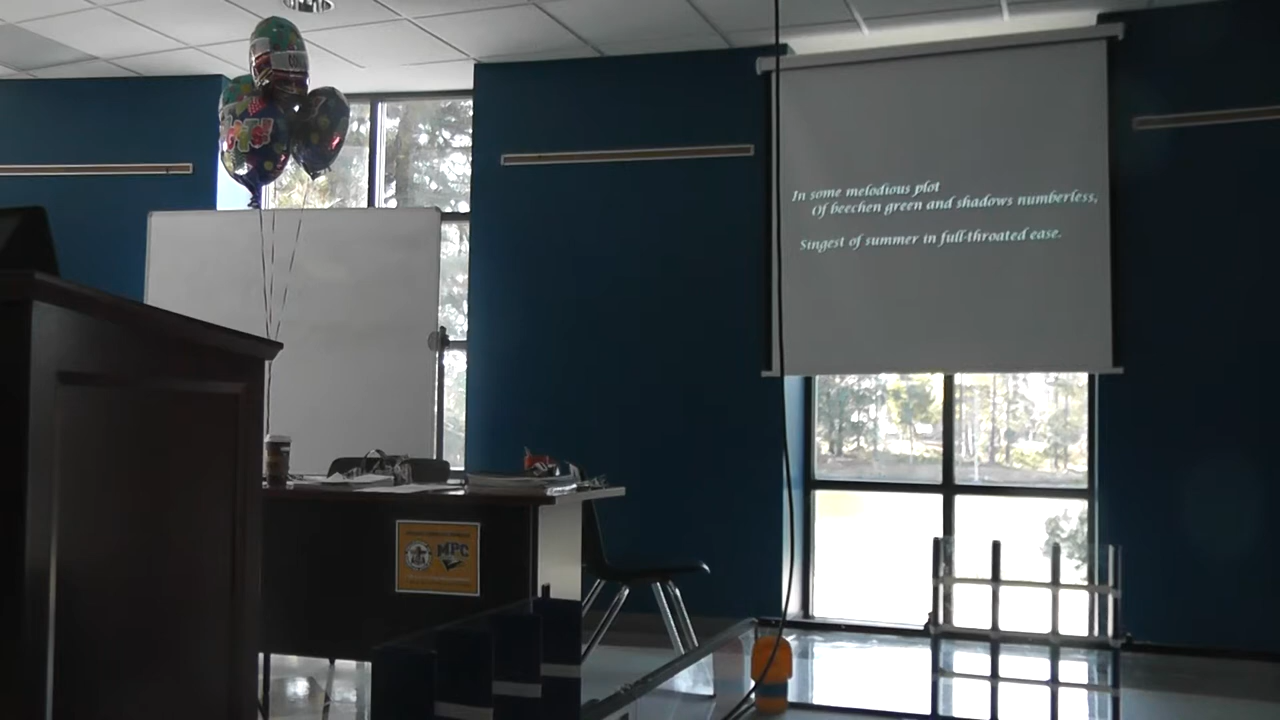 In some melodious plot
Of beechen green and shadows numberless,
Singest of summer in full-throated ease.
MPC